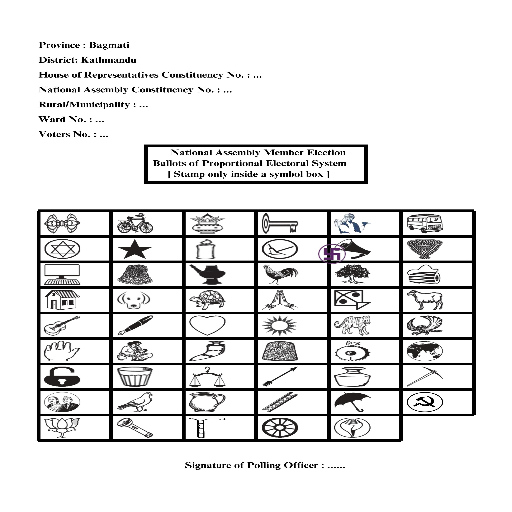 Province : Bagmati
District: Kathmandu
House of Representatives Constituency No. : ...
National Assembly Constituency No. : ...
Rural/Municipality : ...
Ward No. : ...
Voters No. : ...
National Assembly Member Election
Ballots of Proportional Electoral System
[ Stamp only inside a symbol box ]
Signature of Polling Officer : ......